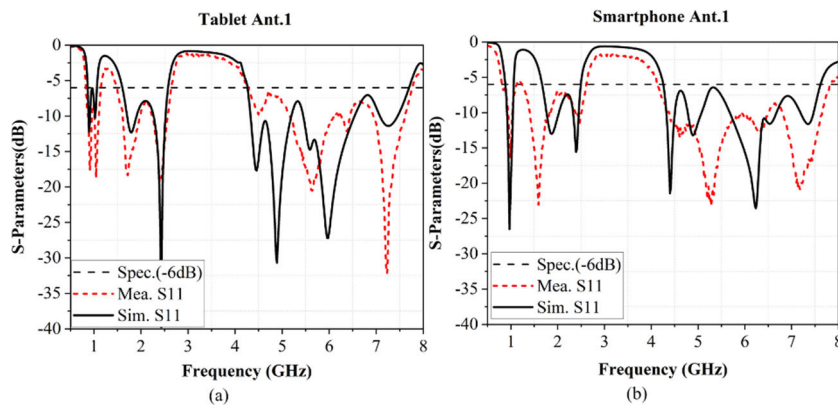 Tablet Ant.1
0
-5
-10
-15
-20
-25
-30
-35
-40
S-Parameters(dB)
Spec.(-6dB)
Mea. S11
Sim. S11
1 2 3 4 5 6 7 8
Frequency (GHz)
(a)
Smartphone Ant.1
0
-5
-10
-15
-20
-25
-30
-35
-40
S-Parameters(dB)
Spec.(-6dB)
Mea. S11
Sim. S11
1 2 3 4 5 6 7 8
Frequency (GHz)
(b)